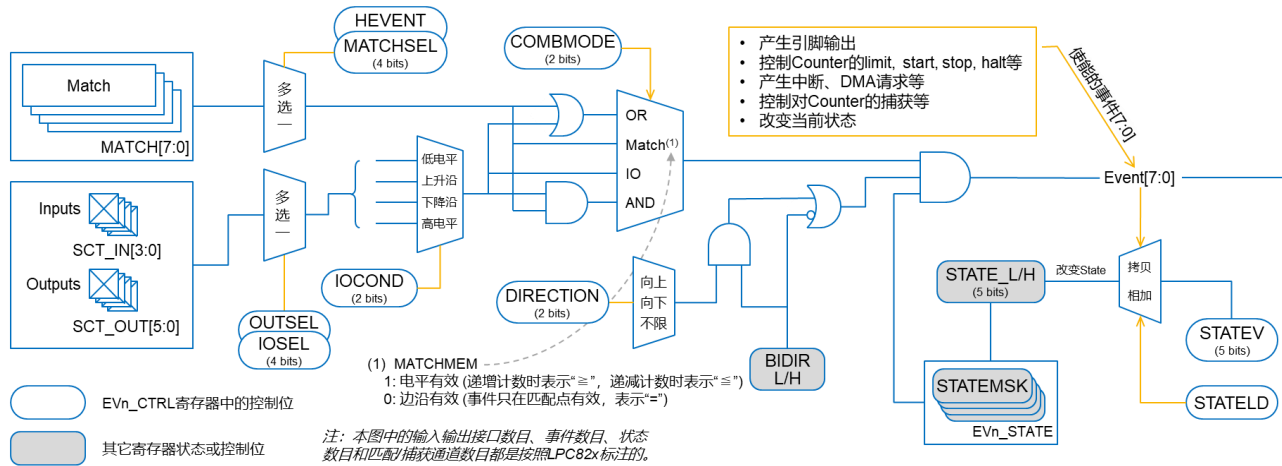 HEVENT
MATCHSEL
(4 bits)
COMBMODE
(2 bits)
• 产生引脚输出
• 控制Counter的limit, start, stop, halt等
• 产生中断、DMA请求等
• 控制对Counter的捕获等
• 改变当前状态
使能的事件[7:0]
Match
MATCH[7:0]
多选一
OR
Match(1)
IO
AND
低电平
上升沿
下降沿
高电平
Inputs
SCT_IN[3:0]
Outputs
SCT_OUT[5:0]
多选一
Event[7:0]
IOCOND
(2 bits)
OUTSEL
IOSEL
(4 bits)
DIRECTION
(2 bits)
向上
向下
不限
STATE_L/H
(5 bits)
改变State
拷贝
相加
STATEV
(5 bits)
BIDIR
L/H
STATEMSK
EVn_STATE
STATELD
(1) MATCHMEM
1: 电平有效 (递增计数时表示“≧”，递减计数时表示“≦”)
0: 边沿有效 (事件只在匹配点有效，表示“=”)
EVn_CTRL寄存器中的控制位
其它寄存器状态或控制位
注：本图中的输入输出接口数目、事件数目、状态
数目和匹配/捕获通道数目都是按照LPC82x标注的。